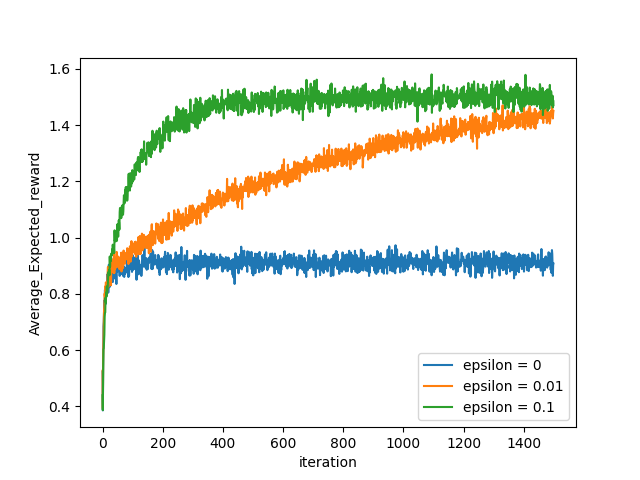 1.6
1.4
1.2
1.0
0.8
0.6
0.4
Average_Expected_reward
epsilon = 0
epsilon = 0.01
epsilon = 0.1
0 200 400 600 800 1000 1200 1400
iteration